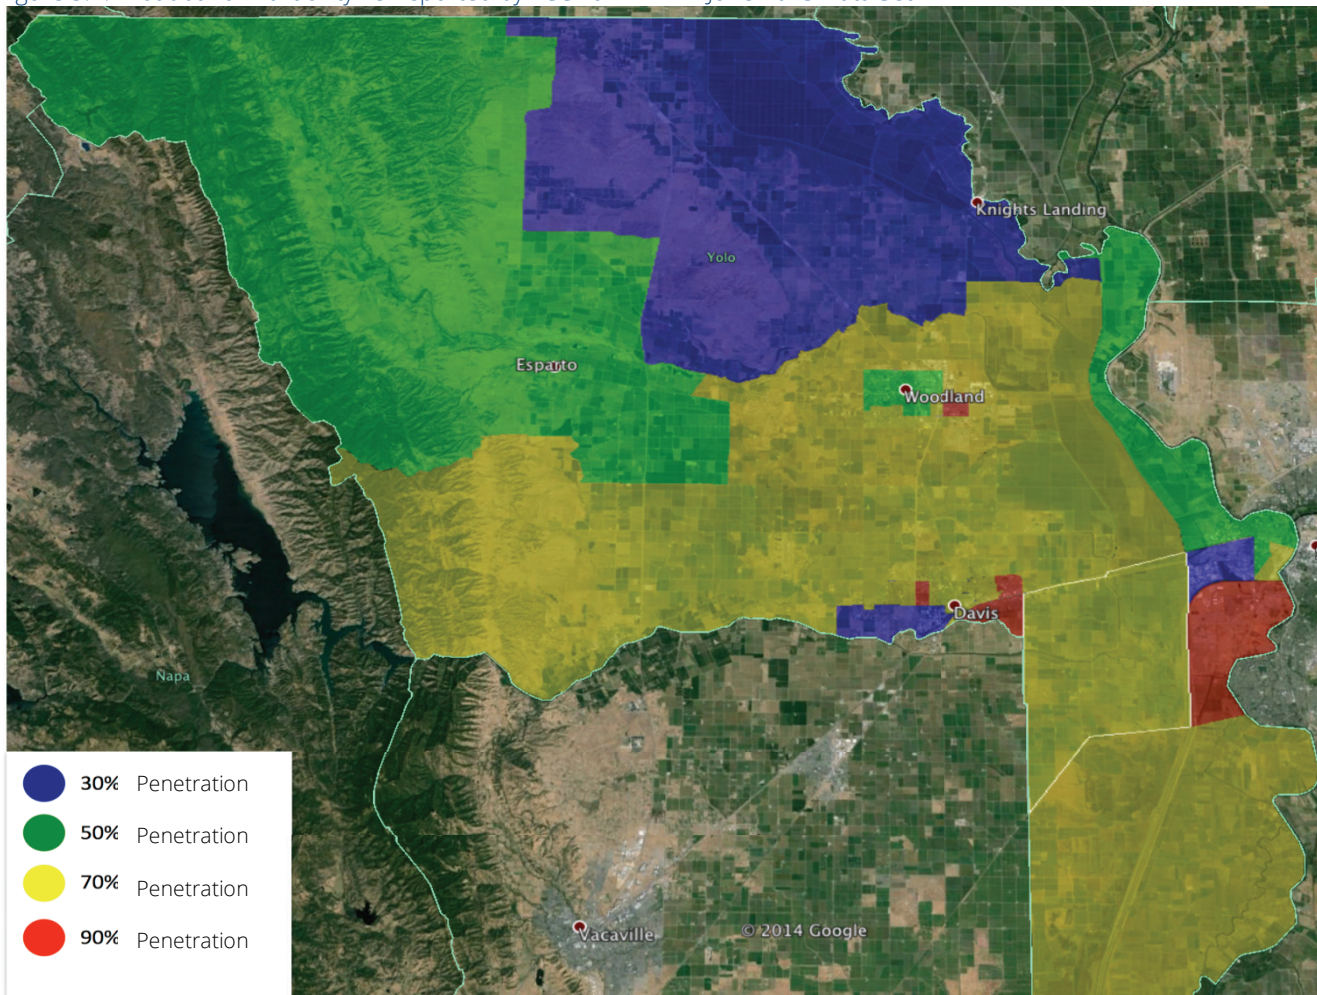 Knights Landing
Yolo
Esparto
Woodland
Davis
Napa
30% Penetration
50% Penetration
70% Penetration
90% Penetration
Vacaville
© 2014 Google